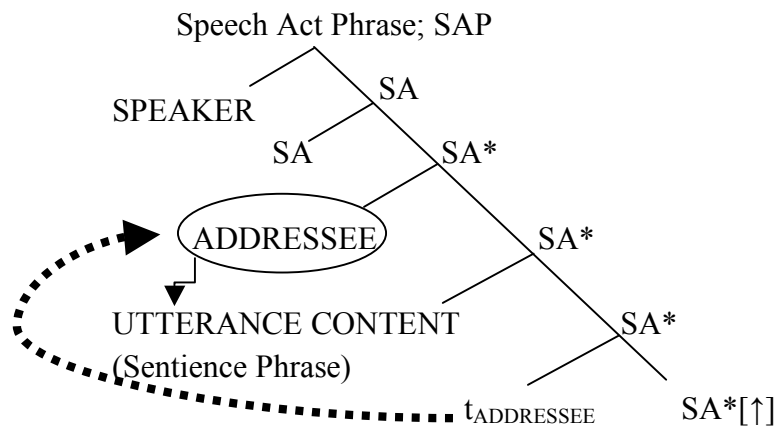 Speech Act Phrase; SAP
SA
SPEAKER
SA SA*
ADDRESSEE SA*
UTTERANCE CONTENT SA*
(Sentience Phrase)
tADDRESSEE SA*[↑]